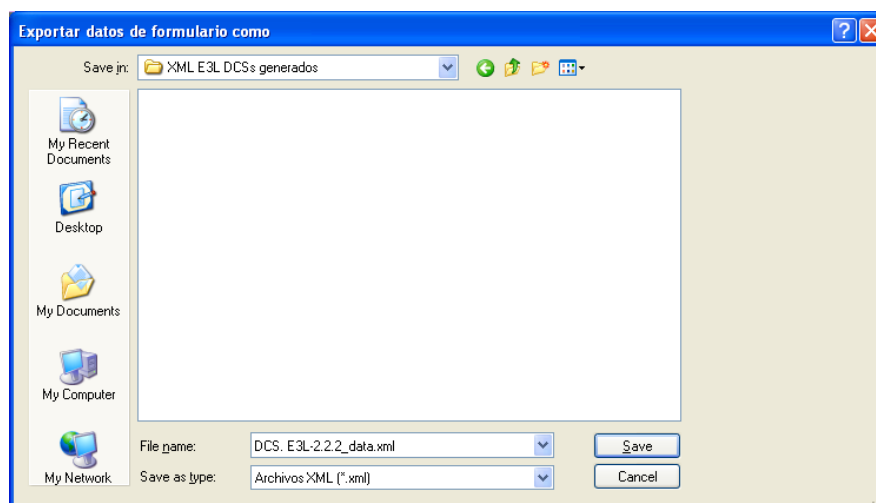 Exportar datos de formulario como
Save in: XML E3L DCSs generados
My Recent
Documents
Desktop
My Documents
My Computer
My Network
File name: DCS. E3L-2.2.2_data.xml Save
Save as type: Archivos XML (*.xml) Cancel